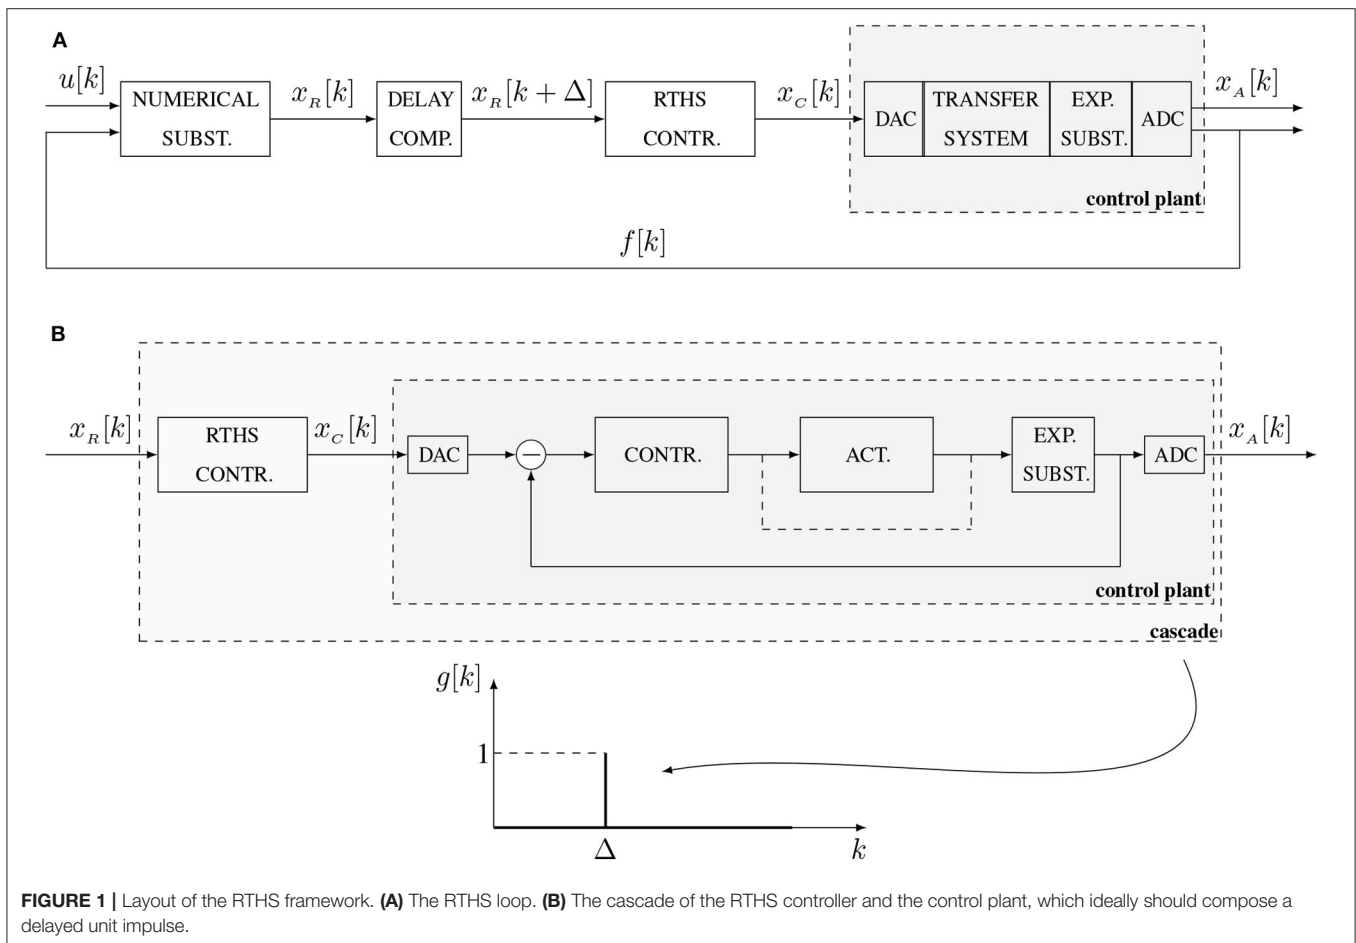 A
u[k]
NUMERICAL
SUBST.
x_R[k]
DELAY
COMP.
x_R[k + Δ]
RTHS
CONTR.
x_C[k]
DAC
TRANSFER
SYSTEM
EXP.
SUBST.
ADC
x_A[k]
control plant
f[k]
B
x_R[k]
RTHS
CONTR.
x_C[k]
DAC
−
CONTR.
ACT.
EXP.
SUBST.
ADC
x_A[k]
control plant
cascade
g[k]
1
Δ
k
FIGURE 1 | Layout of the RTHS framework. (A) The RTHS loop. (B) The cascade of the RTHS controller and the control plant, which ideally should compose a
delayed unit impulse.